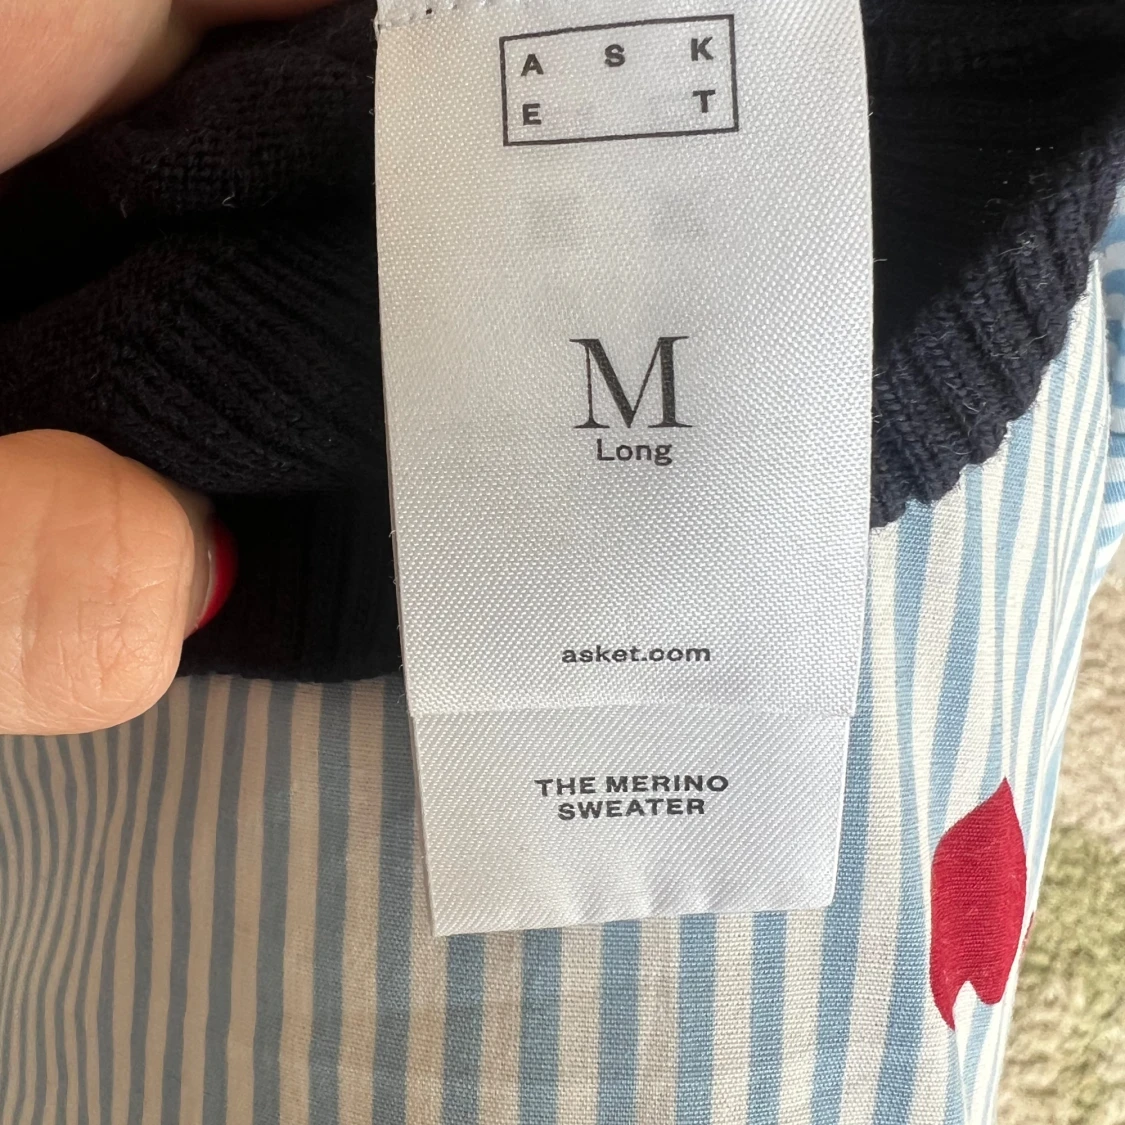 A S K
E T
M
Long
asket.com
THE MERINO
SWEATER